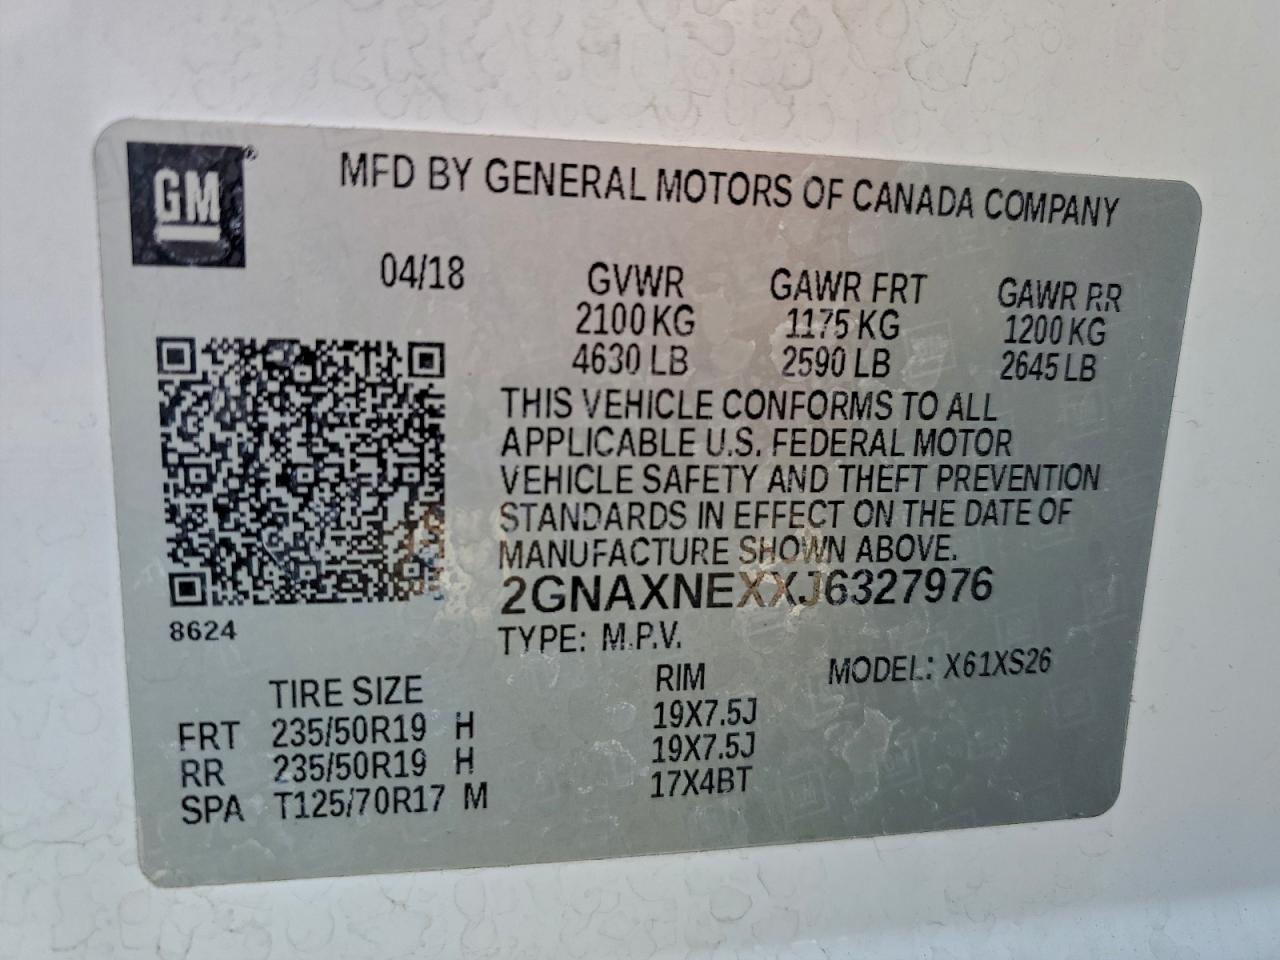 GM®
MFD BY GENERAL MOTORS OF CANADA COMPANY
04/18 GVWR GAWR FRT GAWR RR
2100 KG 1175 KG 1200 KG
4630 LB 2590 LB 2645 LB
THIS VEHICLE CONFORMS TO ALL
APPLICABLE U.S. FEDERAL MOTOR
VEHICLE SAFETY AND THEFT PREVENTION
STANDARDS IN EFFECT ON THE DATE OF
MANUFACTURE SHOWN ABOVE.
2GNAXNEXXJ6327976
8624
TYPE: M.P.V. MODEL: X61XS26
TIRE SIZE RIM
FRT 235/50R19 H 19X7.5J
RR 235/50R19 H 19X7.5J
SPA T125/70R17 M 17X4BT